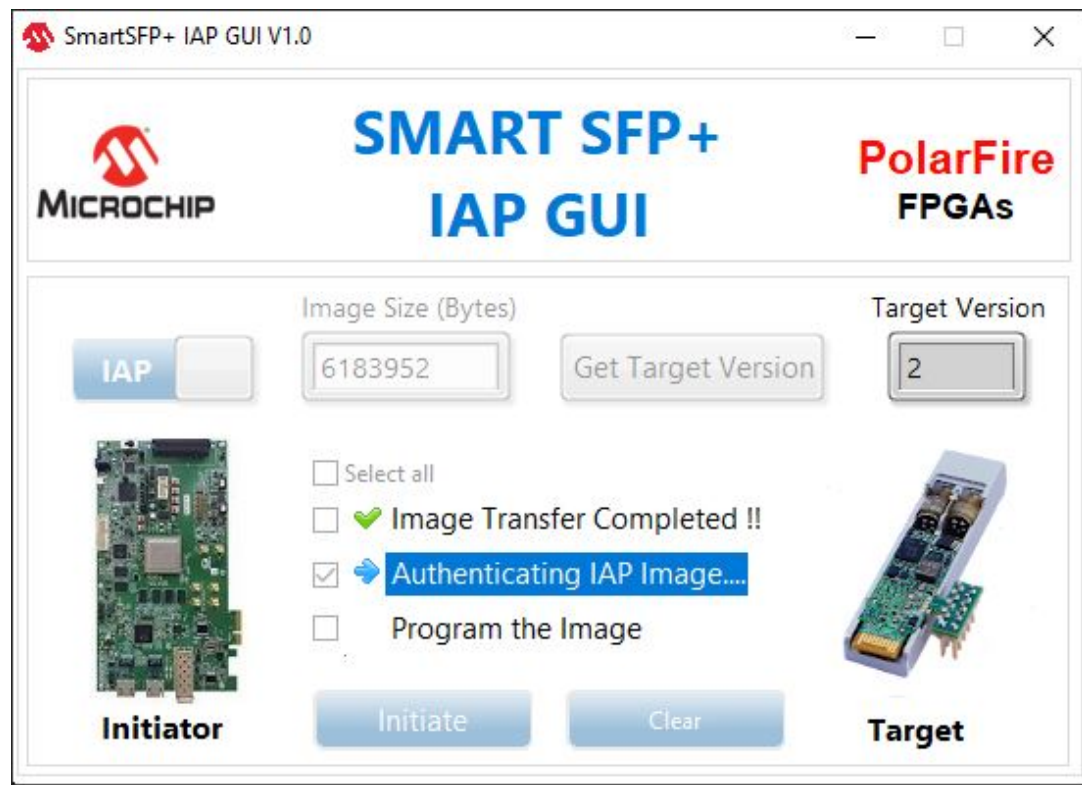 SmartSFP+ IAP GUI V1.0
MICROCHIP
SMART SFP+
IAP GUI
PolarFire
FPGAs
Image Size (Bytes)
Target Version
IAP
6183952
Get Target Version
2
Select all
Image Transfer Completed !!
Authenticating IAP Image....
Program the Image
Initiate
Clear
Initiator
Target